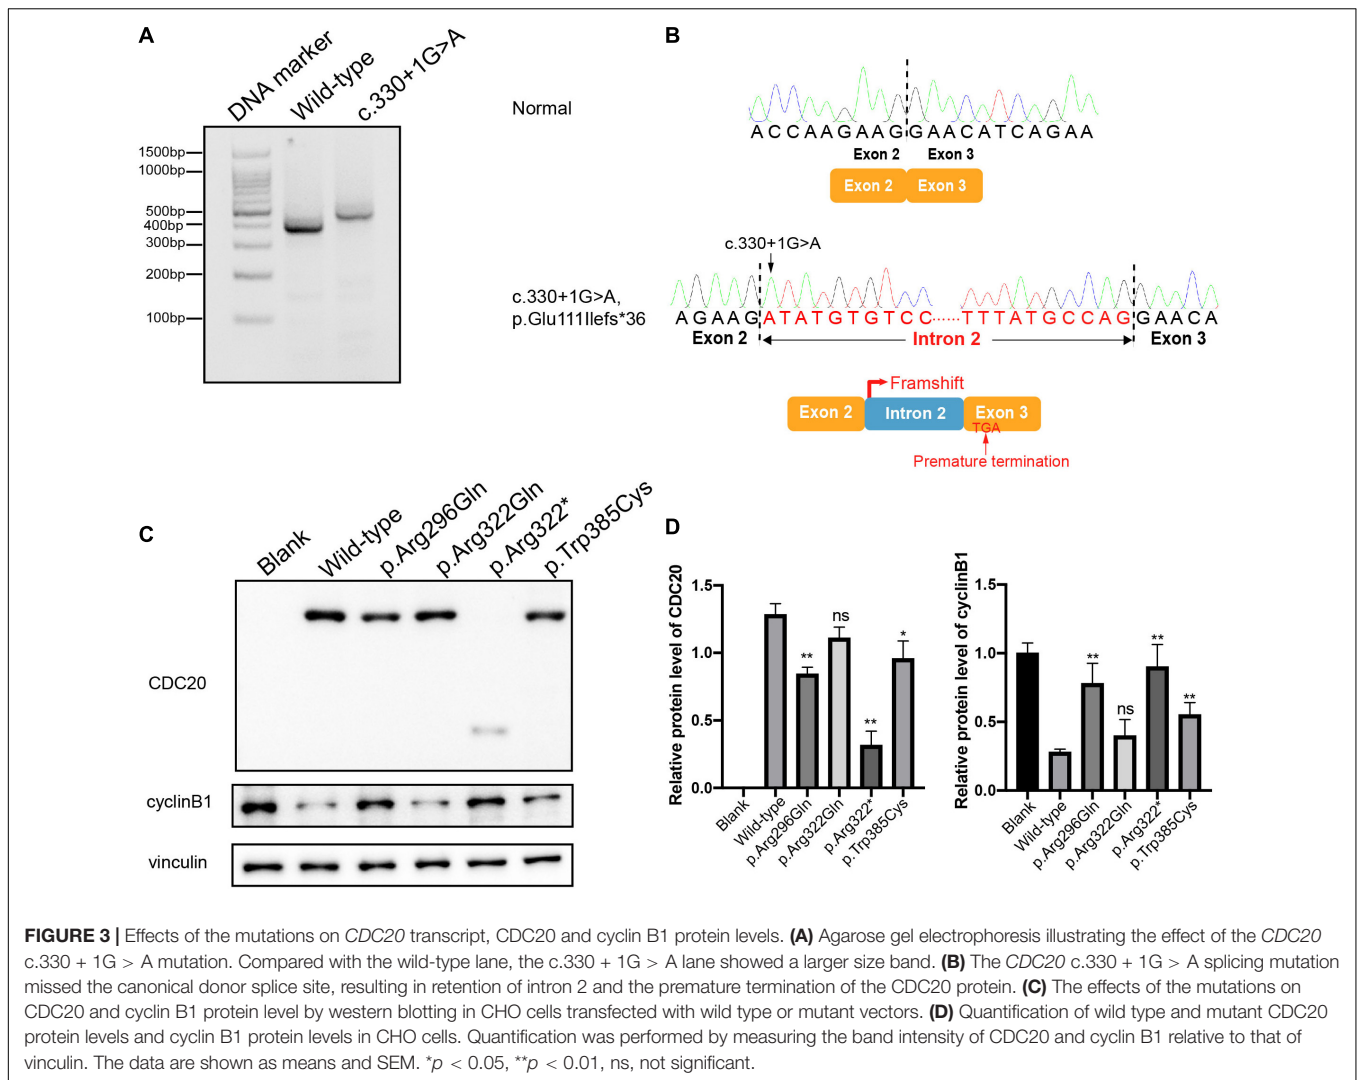 A
DNA marker
Wild-type
c.330+1G>A
1500bp
1000bp
500bp
400bp
300bp
200bp
100bp
B
Normal
ACCAAGAAGGAACATCAGAA
Exon 2 Exon 3
Exon 2 Exon 3
c.330+1G>A
c.330+1G>A,
p.Glu111Ilefs*36
AGAAGATATGTGTCC......TTTATGCCAGGAACA
Exon 2 Intron 2 Exon 3
Framshift
Exon 2 Intron 2 Exon 3
TGA
Premature termination
C
Blank
Wild-type
p.Arg296Gln
p.Arg322Gln
p.Arg322*
p.Trp385Cys
CDC20
cyclinB1
vinculin
D
Relative protein level of CDC20
1.5
1.0
0.5
0.0
**
ns
**
*
Blank
Wild-type
p.Arg296Gln
p.Arg322Gln
p.Arg322*
p.Trp385Cys
Relative protein level of cyclinB1
1.5
1.0
0.5
0.0
**
ns
**
**
Blank
Wild-type
p.Arg296Gln
p.Arg322Gln
p.Arg322*
p.Trp385Cys
FIGURE 3 | Effects of the mutations on CDC20 transcript, CDC20 and cyclin B1 protein levels. (A) Agarose gel electrophoresis illustrating the effect of the CDC20
c.330 + 1G > A mutation. Compared with the wild-type lane, the c.330 + 1G > A lane showed a larger size band. (B) The CDC20 c.330 + 1G > A splicing mutation
missed the canonical donor splice site, resulting in retention of intron 2 and the premature termination of the CDC20 protein. (C) The effects of the mutations on
CDC20 and cyclin B1 protein level by western blotting in CHO cells transfected with wild type or mutant vectors. (D) Quantification of wild type and mutant CDC20
protein levels and cyclin B1 protein levels in CHO cells. Quantification was performed by measuring the band intensity of CDC20 and cyclin B1 relative to that of
vinculin. The data are shown as means and SEM. *p < 0.05, **p < 0.01, ns, not significant.